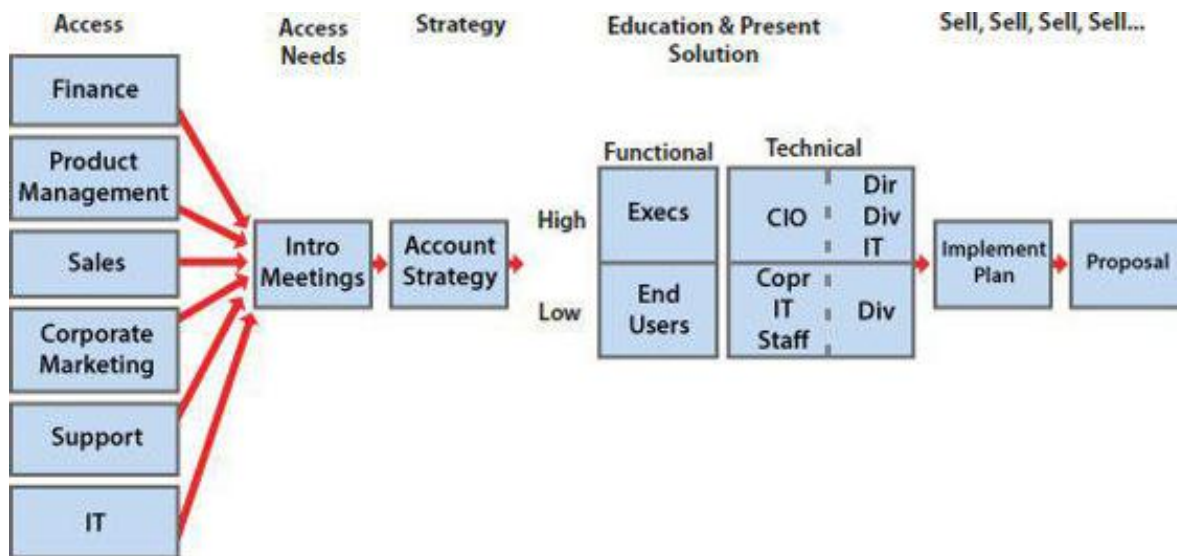 Access
Access
Needs
Strategy
Education & Present
Solution
Sell, Sell, Sell, Sell...
Finance
Product
Management
Sales
Corporate
Marketing
Support
IT
Intro
Meetings
Account
Strategy
High
Low
Functional
Technical
Execs
CIO
Dir
Div
IT
End
Users
Copr
IT
Staff
Div
Implement
Plan
Proposal